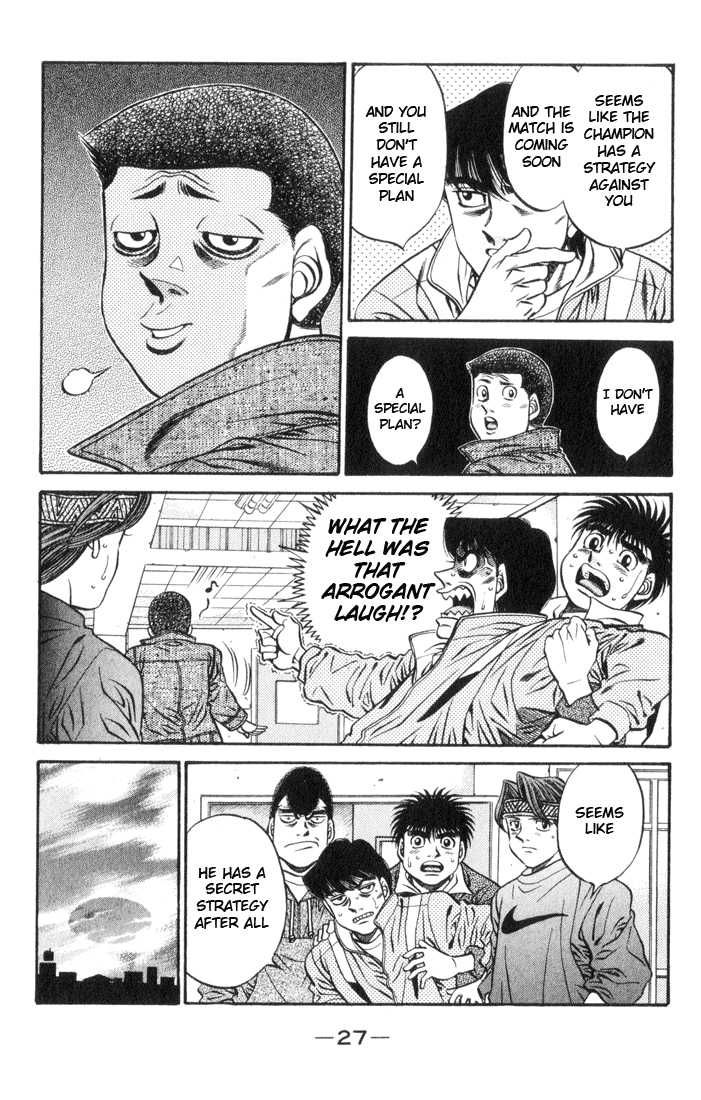 SEEMS
LIKE THE
CHAMPION
HAS A
STRATEGY
AGAINST
YOU
AND THE
MATCH IS
COMING
SOON
AND YOU
STILL
DON'T
HAVE A
SPECIAL
PLAN
I DON'T
HAVE
A
SPECIAL
PLAN?
WHAT THE
HELL WAS
THAT
ARROGANT
LAUGH!?
SEEMS
LIKE
HE HAS A
SECRET
STRATEGY
AFTER ALL
—27—